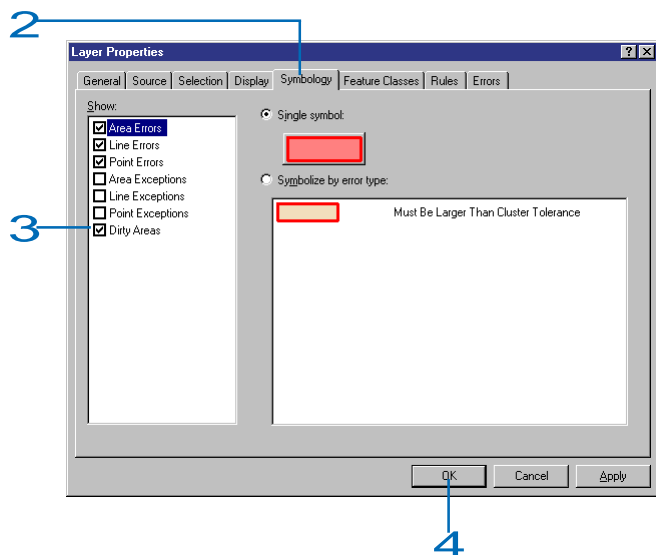 2
Layer Properties
? X
General Source Selection Display Symbology Feature Classes Rules Errors
Show:
Area Errors
Line Errors
Point Errors
Area Exceptions
Line Exceptions
Point Exceptions
3
Dirty Areas
Single symbol:
Symbolize by error type:
Must Be Larger Than Cluster Tolerance
OK Cancel Apply
4